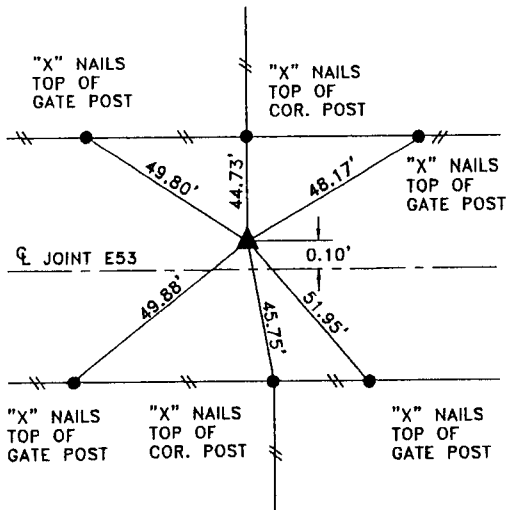 "X" NAILS
TOP OF
GATE POST
"X" NAILS
TOP OF
COR. POST
"X" NAILS
TOP OF
GATE POST
49.80'
44.73'
48.17'
0.10'
℄ JOINT E53
49.88'
45.75'
51.95'
"X" NAILS
TOP OF
GATE POST
"X" NAILS
TOP OF
COR. POST
"X" NAILS
TOP OF
GATE POST